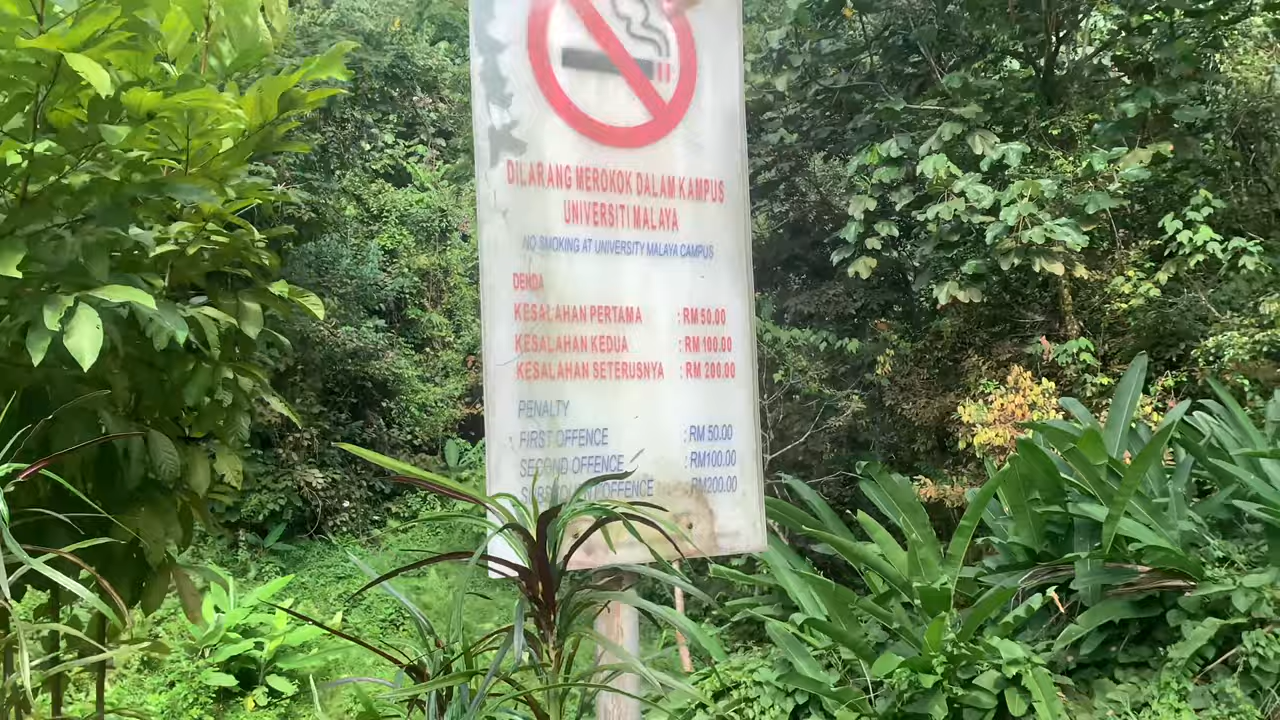 DILARANG MEROKOK DALAM KAMPUS
UNIVERSITI MALAYA
NO SMOKING AT UNIVERSITY MALAYA CAMPUS
DENDA
KESALAHAN PERTAMA : RM 50.00
KESALAHAN KEDUA : RM 100.00
KESALAHAN SETERUSNYA : RM 200.00
PENALTY
FIRST OFFENCE : RM 50.00
SECOND OFFENCE : RM100.00
SUBSEQUENT OFFENCE : RM200.00